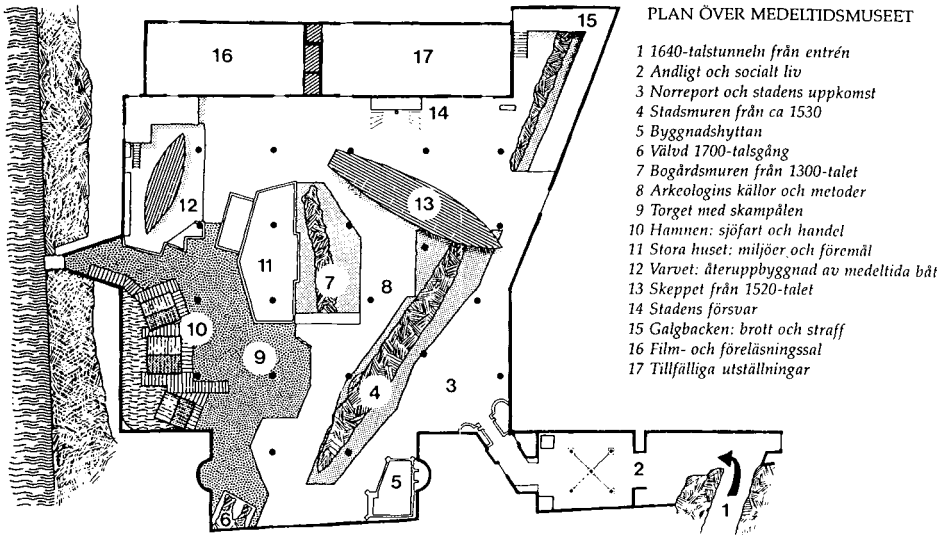 PLAN ÖVER MEDELTIDSMUSEET
1 1640-talstunneln från entrén
2 Andligt och socialt liv
3 Norreport och stadens uppkomst
4 Stadsmuren från ca 1530
5 Byggnadshyttan
6 Välvd 1700-talsgång
7 Bogårdsmuren från 1300-talet
8 Arkeologins källor och metoder
9 Torget med skampålen
10 Hamnen: sjöfart och handel
11 Stora huset: miljöer och föremål
12 Varvet: återuppbyggnad av medeltida båt
13 Skeppet från 1520-talet
14 Stadens försvar
15 Galgbacken: brott och straff
16 Film- och föreläsningssal
17 Tillfälliga utställningar
15
16
17
14
12
13
11
7
8
10
9
4
3
2
5
6
1